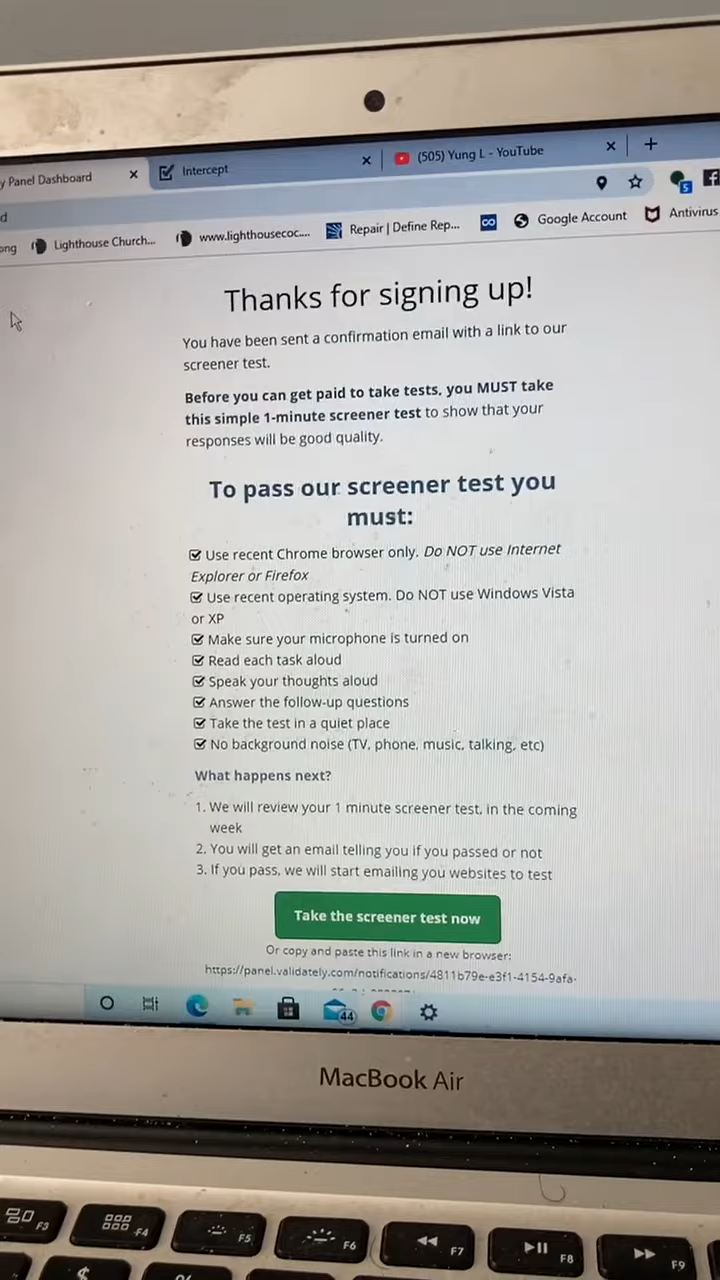 y Panel Dashboard
Intercept
(505) Yung L - YouTube
d
5
ong
Lighthouse Church...
www.lighthousecoc....
Repair | Define Rep...
Google Account
Antivirus
Thanks for signing up!
You have been sent a confirmation email with a link to our
screener test.
Before you can get paid to take tests, you MUST take
this simple 1-minute screener test to show that your
responses will be good quality.
To pass our screener test you
must:
Use recent Chrome browser only. Do NOT use Internet
Explorer or Firefox
Use recent operating system. Do NOT use Windows Vista
or XP
Make sure your microphone is turned on
Read each task aloud
Speak your thoughts aloud
Answer the follow-up questions
Take the test in a quiet place
No background noise (TV, phone, music, talking, etc)
What happens next?
1. We will review your 1 minute screener test, in the coming
week
2. You will get an email telling you if you passed or not
3. If you pass, we will start emailing you websites to test
Take the screener test now
Or copy and paste this link in a new browser:
https://panel.validately.com/notifications/4811b79e-e3f1-4154-9afa-
44
MacBook Air
F3
F4
F5
F6
F7
F8
F9
$
%